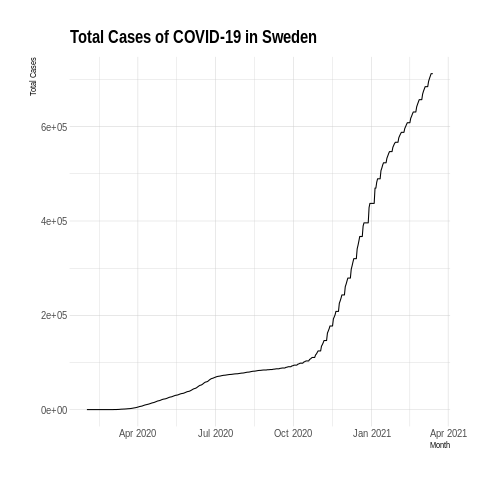 Total Cases of COVID-19 in Sweden
Total Cases
6e+05
4e+05
2e+05
0e+00
Apr 2020 Jul 2020 Oct 2020 Jan 2021 Apr 2021
Month